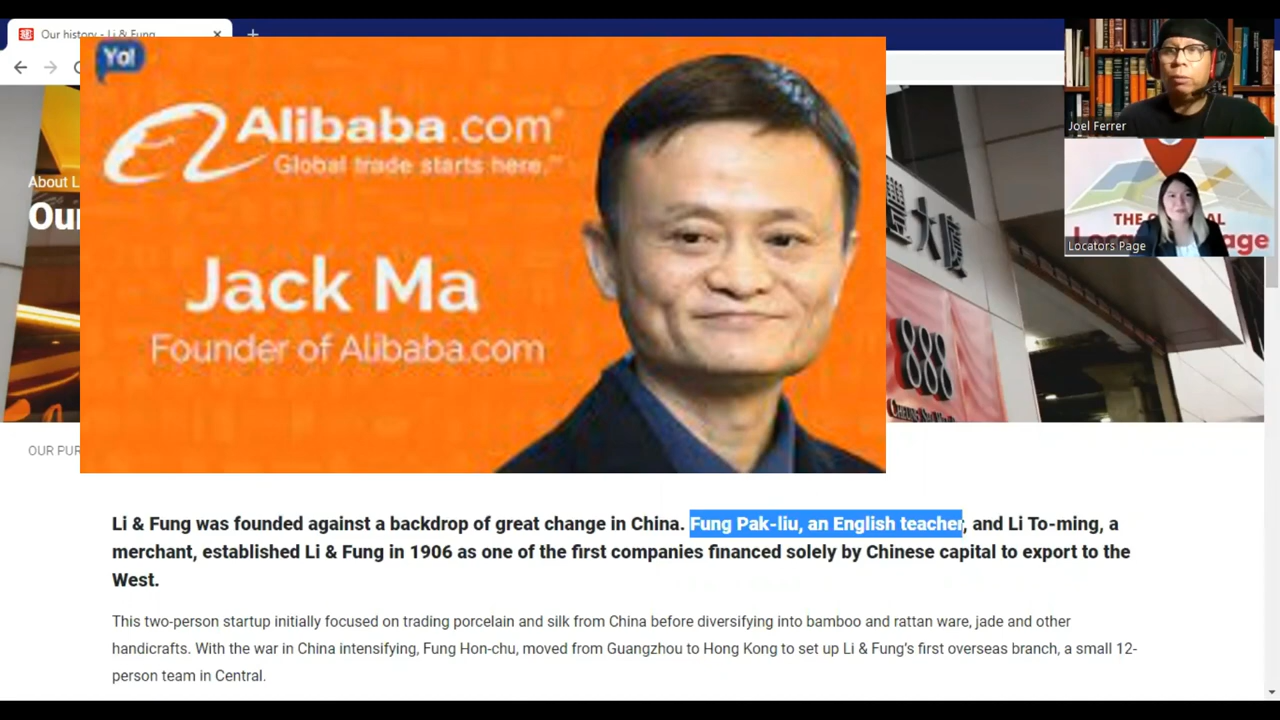 Our history - Li & Fung
Yo!
Alibaba.com
Global trade starts here.™
Jack Ma
Founder of Alibaba.com
About L
Our
豐大廈
888
Joel Ferrer
THE
Locators Page
OUR PUR
Li & Fung was founded against a backdrop of great change in China. Fung Pak-liu, an English teacher, and Li To-ming, a
merchant, established Li & Fung in 1906 as one of the first companies financed solely by Chinese capital to export to the
West.
This two-person startup initially focused on trading porcelain and silk from China before diversifying into bamboo and rattan ware, jade and other
handicrafts. With the war in China intensifying, Fung Hon-chu, moved from Guangzhou to Hong Kong to set up Li & Fung's first overseas branch, a small 12-
person team in Central.